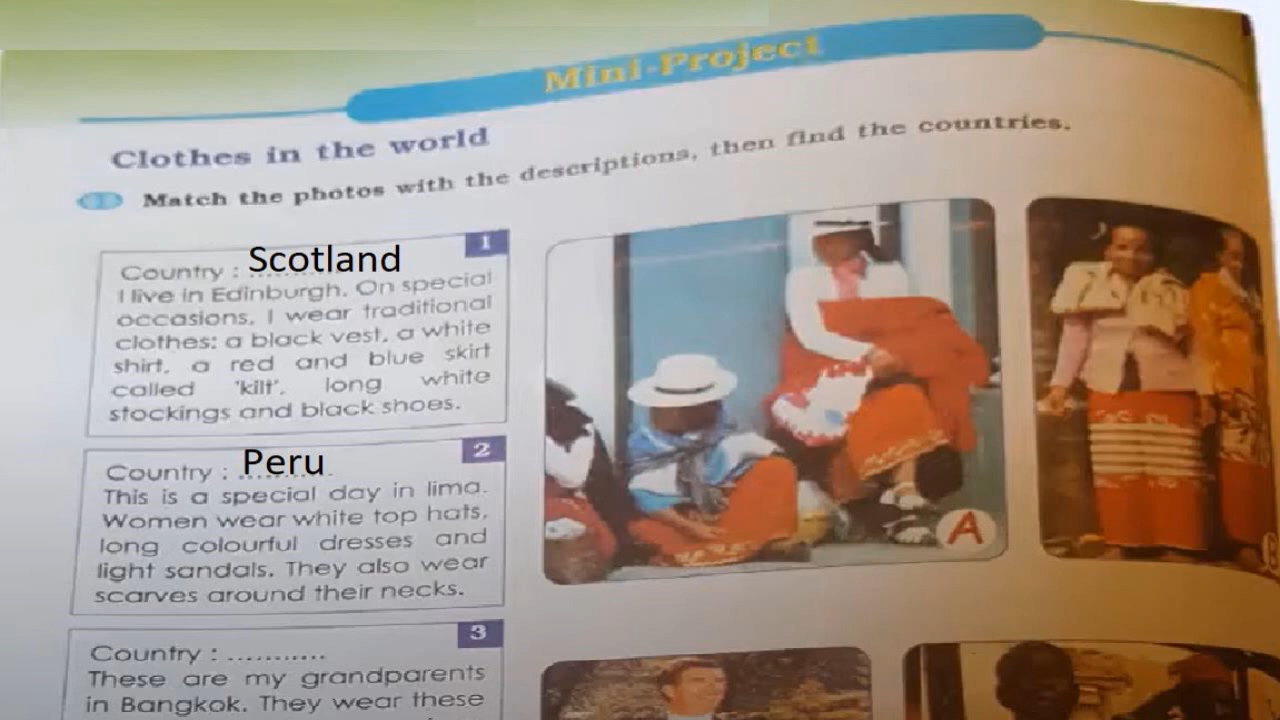 Mini-Project
Clothes in the world
Match the photos with the descriptions, then find the countries.
1
Country : Scotland
I live in Edinburgh. On special
occasions, I wear traditional
clothes: a black vest, a white
shirt, a red and blue skirt
called 'kilt', long white
stockings and black shoes.
2
Country : Peru
This is a special day in lima.
Women wear white top hats,
long colourful dresses and
light sandals. They also wear
scarves around their necks.
3
Country : ...........
These are my grandparents
in Bangkok. They wear these
A